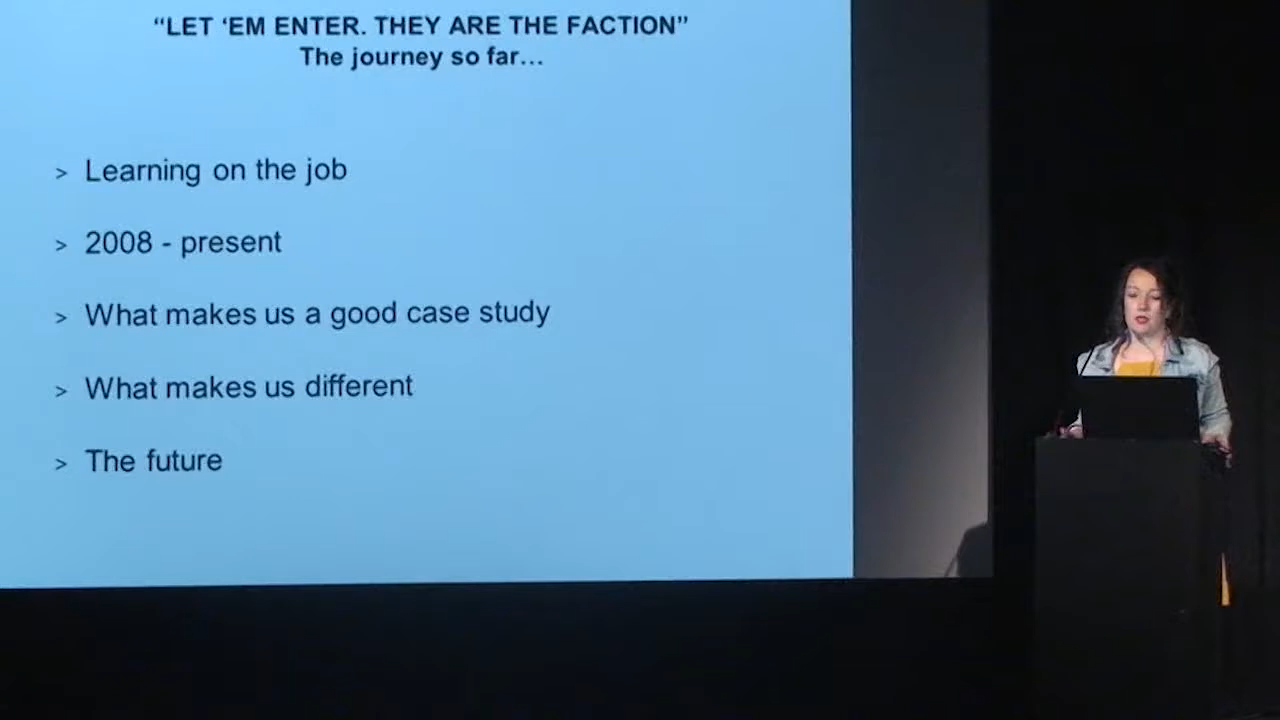 “LET ‘EM ENTER. THEY ARE THE FACTION”
The journey so far…
> Learning on the job
> 2008 - present
> What makes us a good case study
> What makes us different
> The future